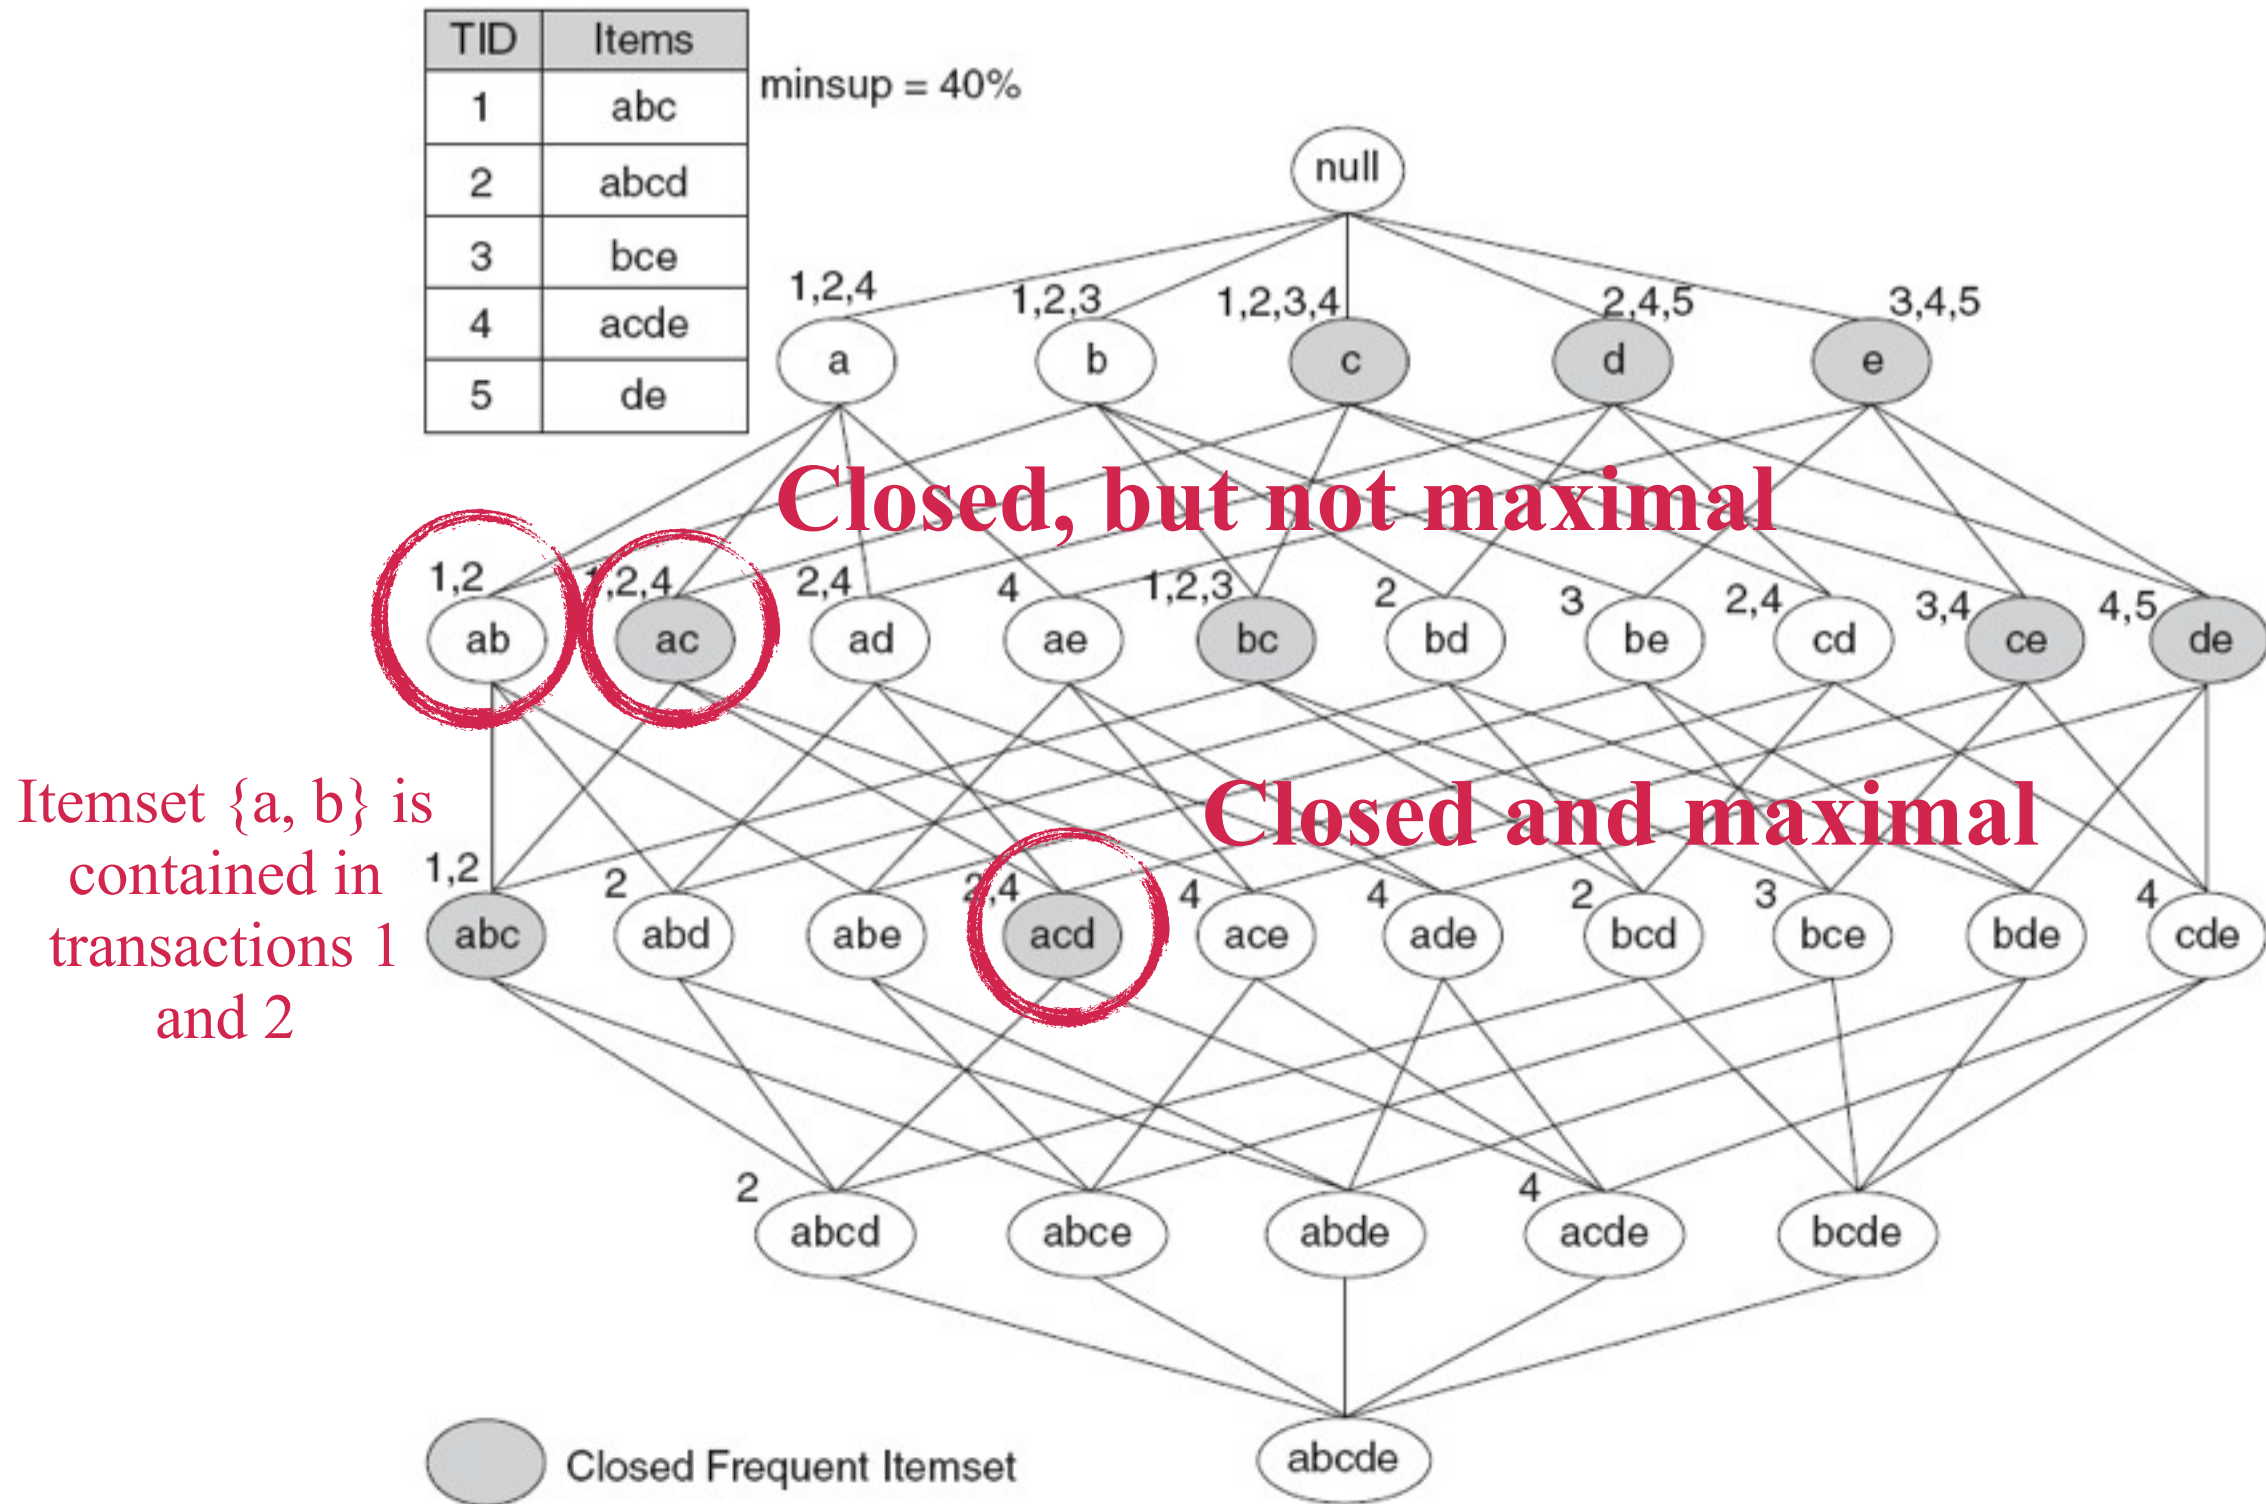 TID Items
1 abc
2 abcd
3 bce
4 acde
5 de
minsup = 40%
null
1,2,4 1,2,3 1,2,3,4 2,4,5 3,4,5
a b c d e
Closed, but not maximal
1,2 1,2,4 2,4 4 1,2,3 2 3 2,4 3,4 4,5
ab ac ad ae bc bd be cd ce de
Itemset {a, b} is
contained in
transactions 1
and 2
Closed and maximal
1,2 2 2,4 4 4 2 3 4
abc abd abe acd ace ade bcd bce bde cde
2 4
abcd abce abde acde bcde
abcde
Closed Frequent Itemset